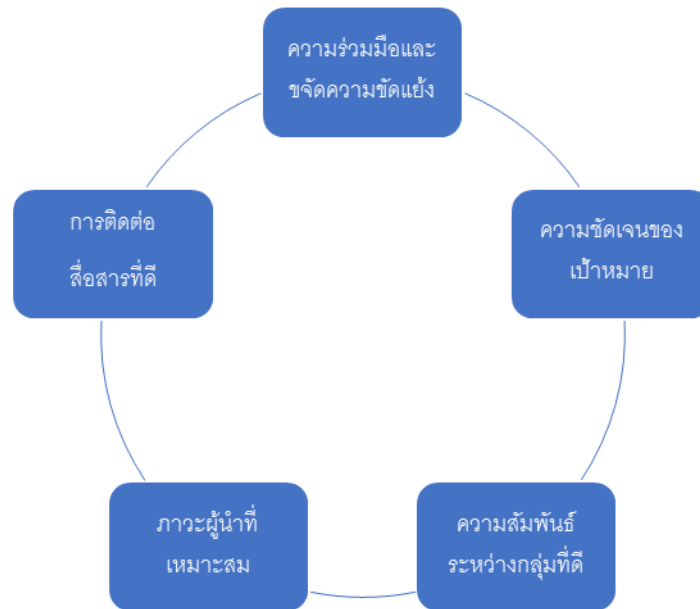 ความร่วมมือและ
ขจัดความขัดแย้ง
ความชัดเจนของ
เป้าหมาย
ความสัมพันธ์
ระหว่างกลุ่มที่ดี
ภาวะผู้นำที่
เหมาะสม
การติดต่อ
สื่อสารที่ดี